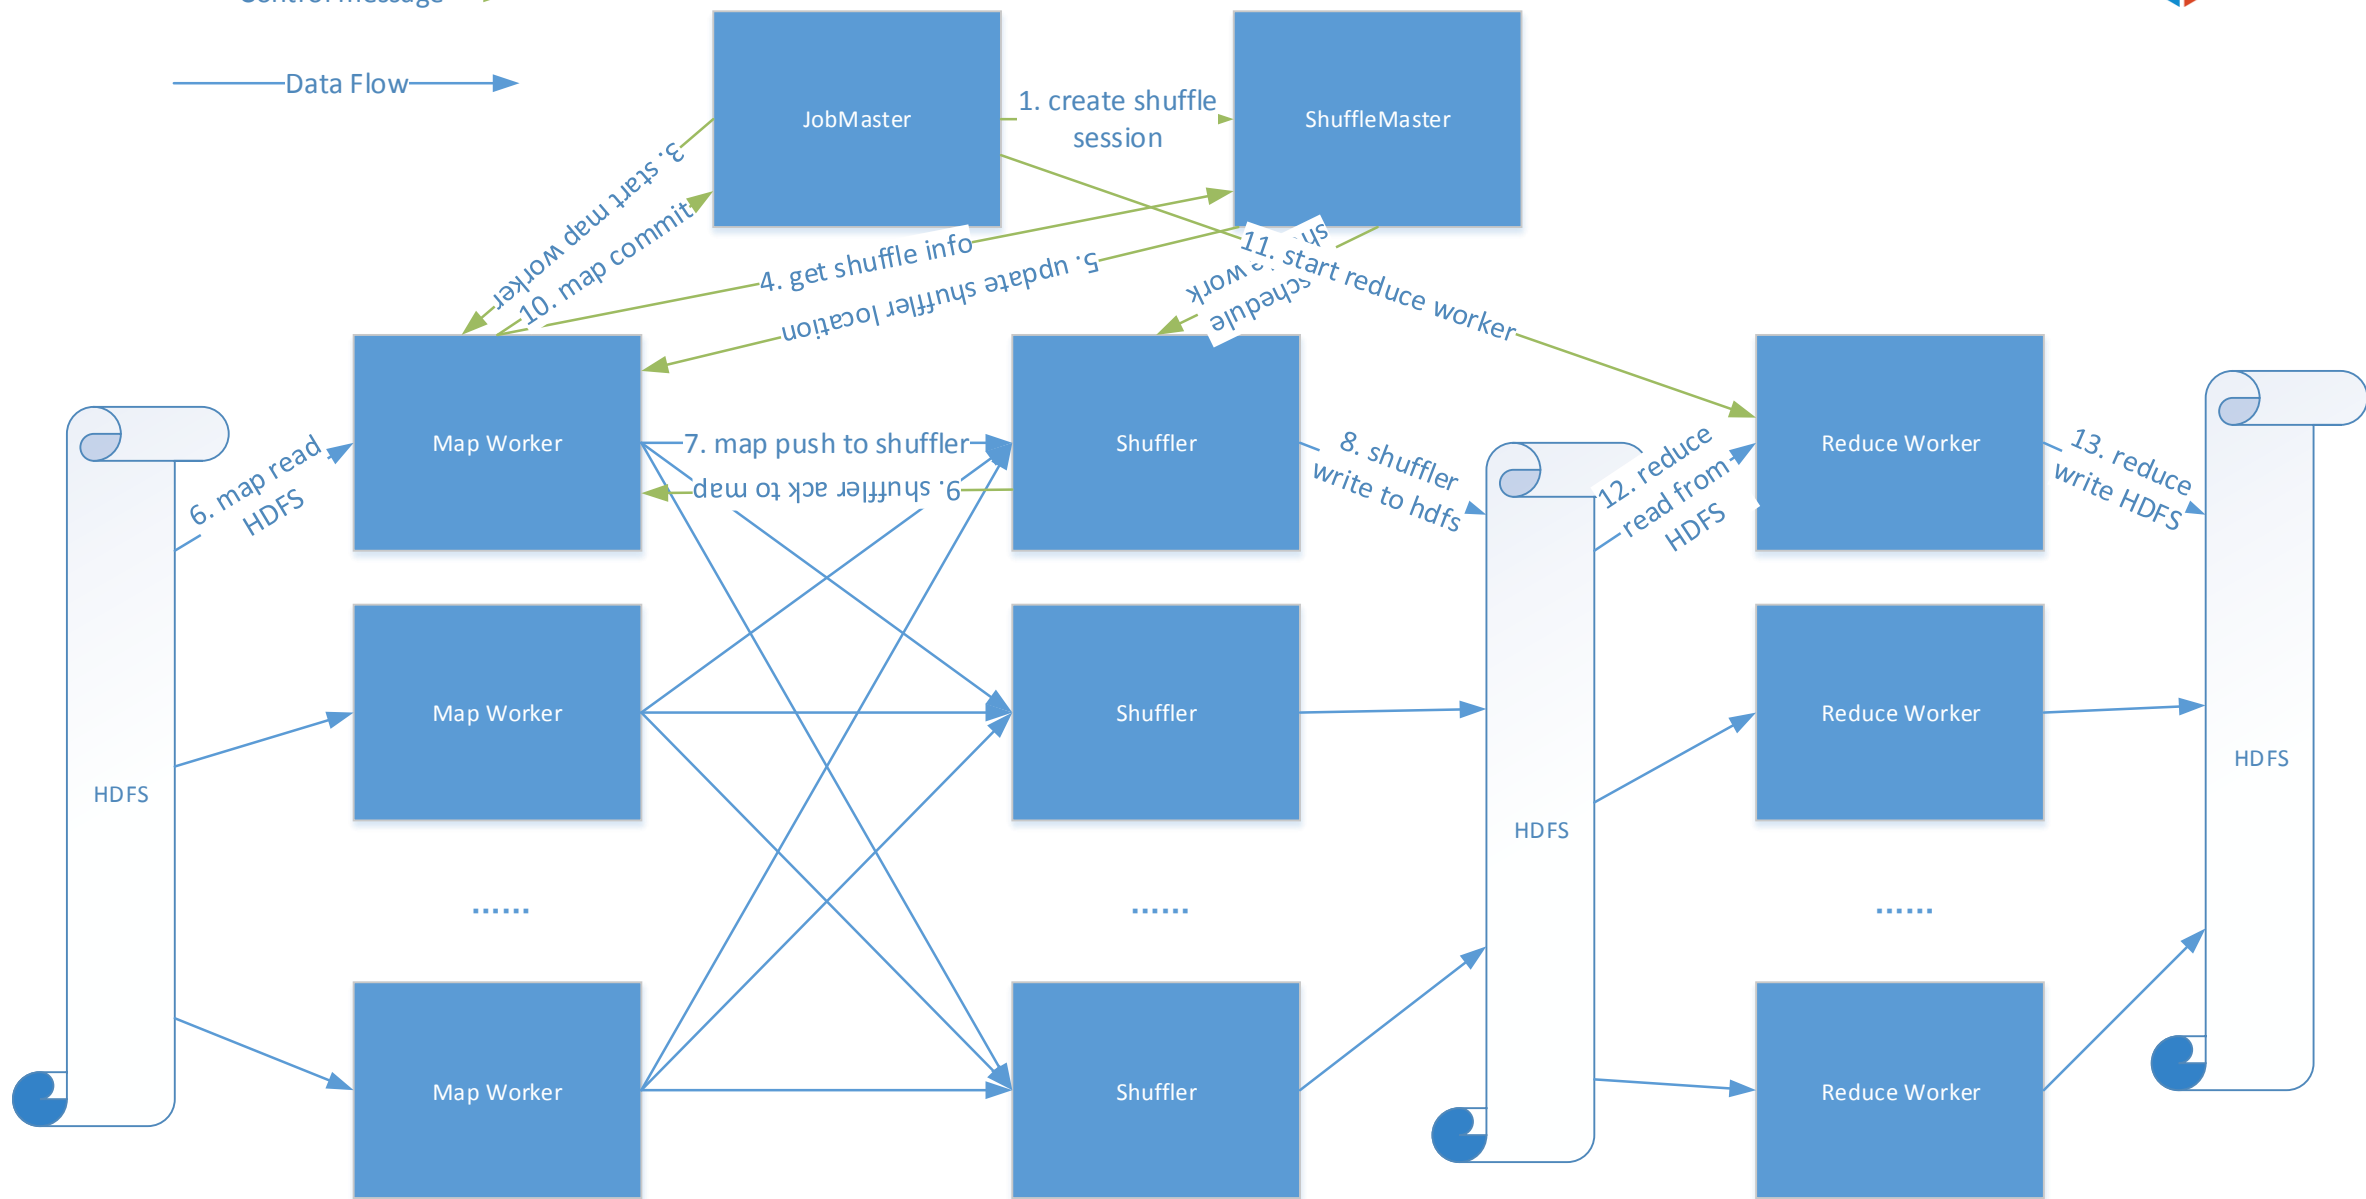 Control message
Data Flow
JobMaster
1. create shuffle
session
ShuffleMaster
3. start map worker
10. map commit
4. get shuffle info
5. update shuffler location
schedule
11. start reduce worker
Map Worker
Shuffler
Reduce Worker
6. map read
HDFS
7. map push to shuffler
9. shuffler ack to map
8. shuffler
write to hdfs
12. reduce
read from
HDFS
13. reduce
write HDFS
Map Worker
Shuffler
Reduce Worker
HDFS
HDFS
HDFS
......
......
......
Map Worker
Shuffler
Reduce Worker